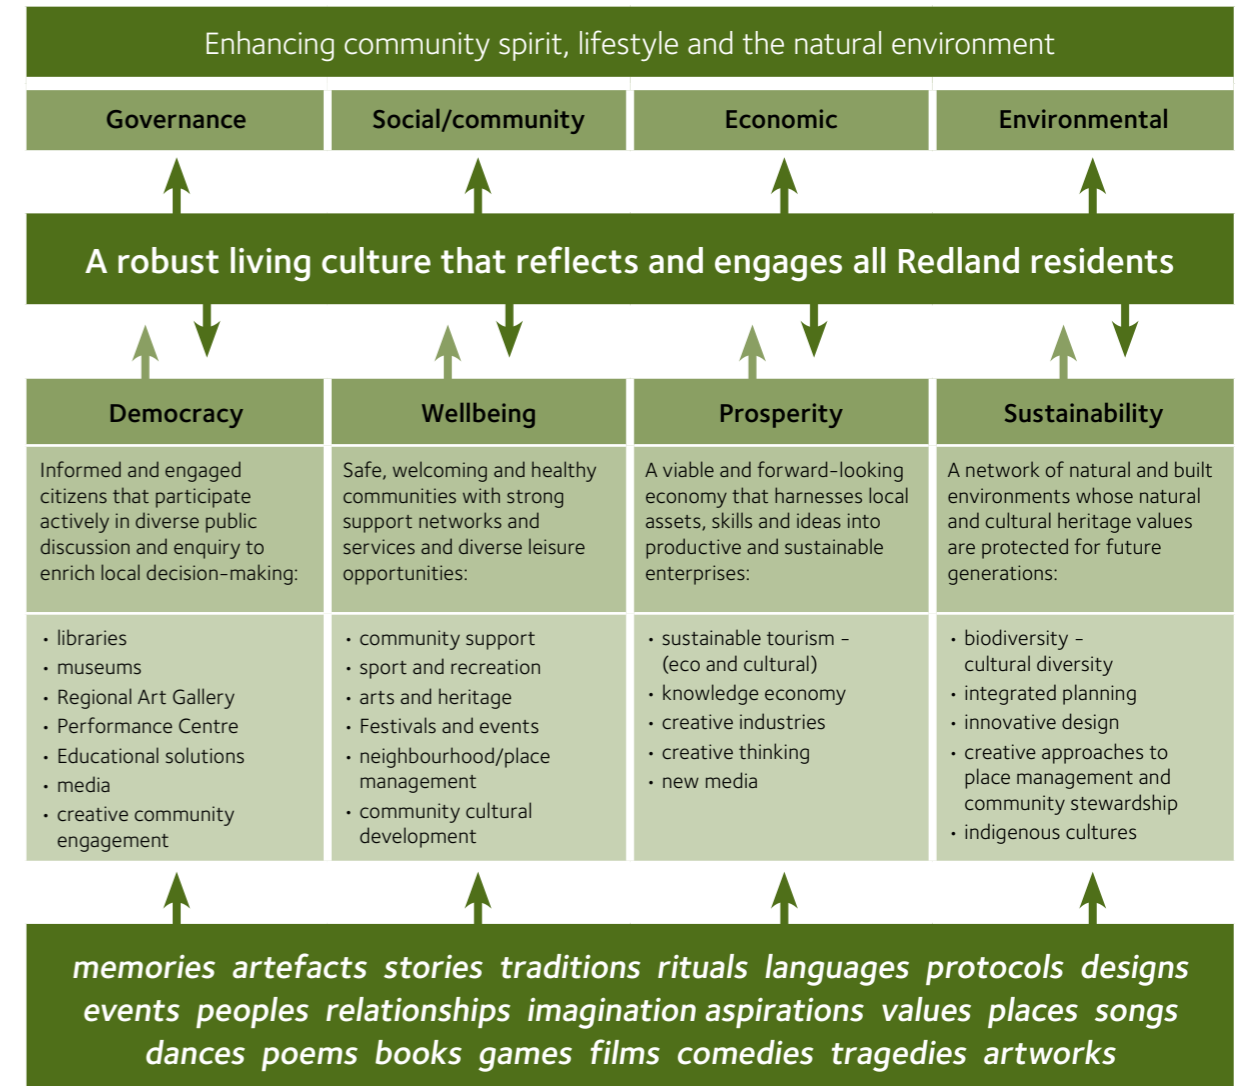 Enhancing community spirit, lifestyle and the natural environment
Governance
Social/community
Economic
Environmental
A robust living culture that reflects and engages all Redland residents
Democracy
Informed and engaged
citizens that participate
actively in diverse public
discussion and enquiry to
enrich local decision-making:
• libraries
• museums
• Regional Art Gallery
• Performance Centre
• Educational solutions
• media
• creative community
engagement
Wellbeing
Safe, welcoming and healthy
communities with strong
support networks and
services and diverse leisure
opportunities:
• community support
• sport and recreation
• arts and heritage
• Festivals and events
• neighbourhood/place
management
• community cultural
development
Prosperity
A viable and forward-looking
economy that harnesses local
assets, skills and ideas into
productive and sustainable
enterprises:
• sustainable tourism –
(eco and cultural)
• knowledge economy
• creative industries
• creative thinking
• new media
Sustainability
A network of natural and built
environments whose natural
and cultural heritage values
are protected for future
generations:
• biodiversity –
cultural diversity
• integrated planning
• innovative design
• creative approaches to
place management and
community stewardship
• indigenous cultures
memories artefacts stories traditions rituals languages protocols designs
events peoples relationships imagination aspirations values places songs
dances poems books games films comedies tragedies artworks